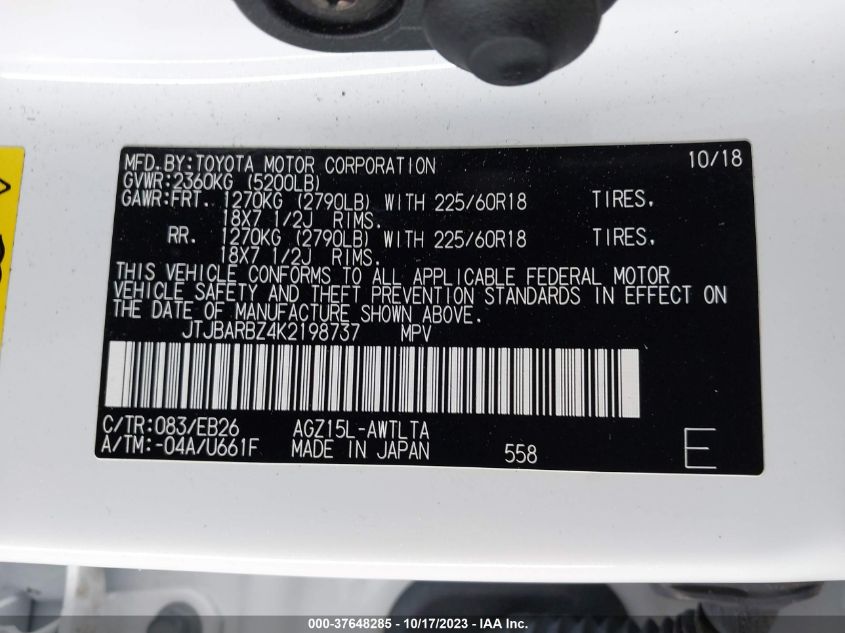 MFD.BY:TOYOTA MOTOR CORPORATION 10/18
GVWR:2360KG (5200LB)
GAWR:FRT. 1270KG (2790LB) WITH 225/60R18 TIRES,
18X7 1/2J RIMS.
RR. 1270KG (2790LB) WITH 225/60R18 TIRES,
18X7 1/2J RIMS.
THIS VEHICLE CONFORMS TO ALL APPLICABLE FEDERAL MOTOR
VEHICLE SAFETY AND THEFT PREVENTION STANDARDS IN EFFECT ON
THE DATE OF MANUFACTURE SHOWN ABOVE.
JTJBARBZ4K2198737 MPV
C/TR:083/EB26 AGZ15L-AWTLTA
A/TM:-04A/U661F MADE IN JAPAN 558 E
000-37648285 - 10/17/2023 - IAA Inc.